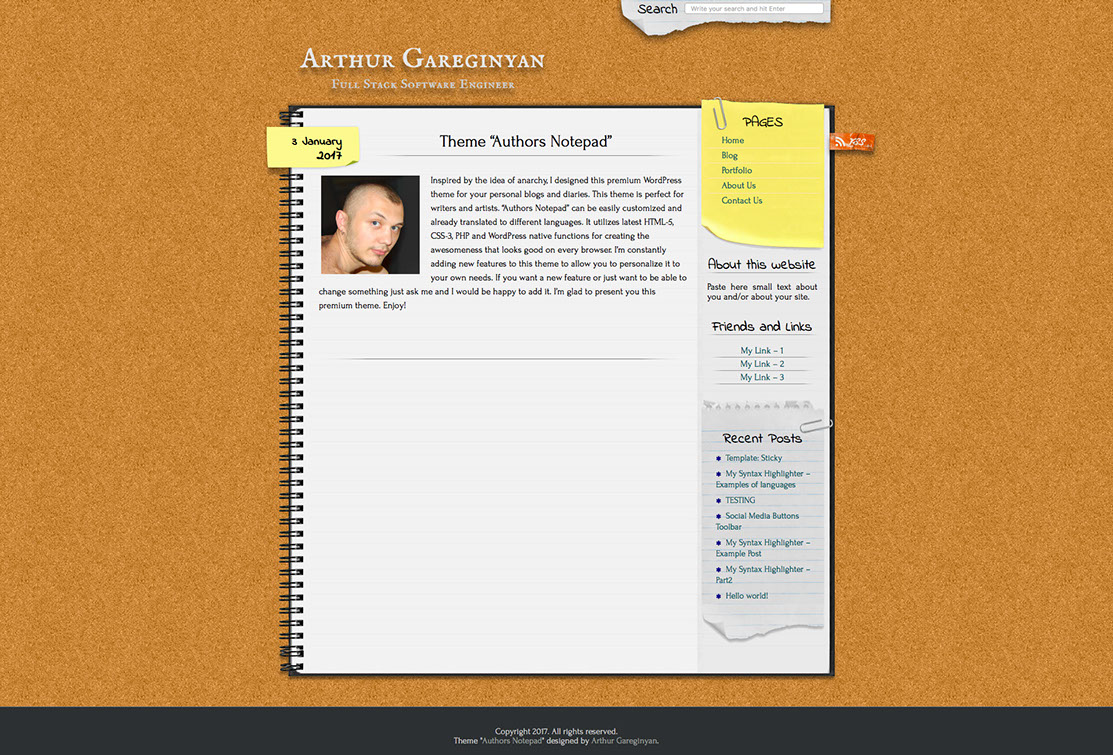 Search
Write your search and hit Enter
Arthur Gareginyan
Full Stack Software Engineer
3 January
2017
Theme “Authors Notepad”
Inspired by the idea of anarchy, I designed this premium WordPress
theme for your personal blogs and diaries. This theme is perfect for
writers and artists. “Authors Notepad” can be easily customized and
already translated to different languages. It utilizes latest HTML-5,
CSS-3, PHP and WordPress native functions for creating the
awesomeness that looks good on every browser. I’m constantly
adding new features to this theme to allow you to personalize it to
your own needs. If you want a new feature or just want to be able to
change something just ask me and I would be happy to add it. I’m glad to present you this
premium theme. Enjoy!
PAGES
Home
Blog
Portfolio
About Us
Contact Us
RSS
About this website
Paste here small text about
you and/or about your site.
Friends and Links
My Link – 1
My Link – 2
My Link – 3
Recent Posts
Template: Sticky
My Syntax Highlighter –
Examples of languages
TESTING
Social Media Buttons
Toolbar
My Syntax Highlighter –
Example Post
My Syntax Highlighter –
Part2
Hello world!
Copyright 2017. All rights reserved.
Theme "Authors Notepad" designed by Arthur Gareginyan.